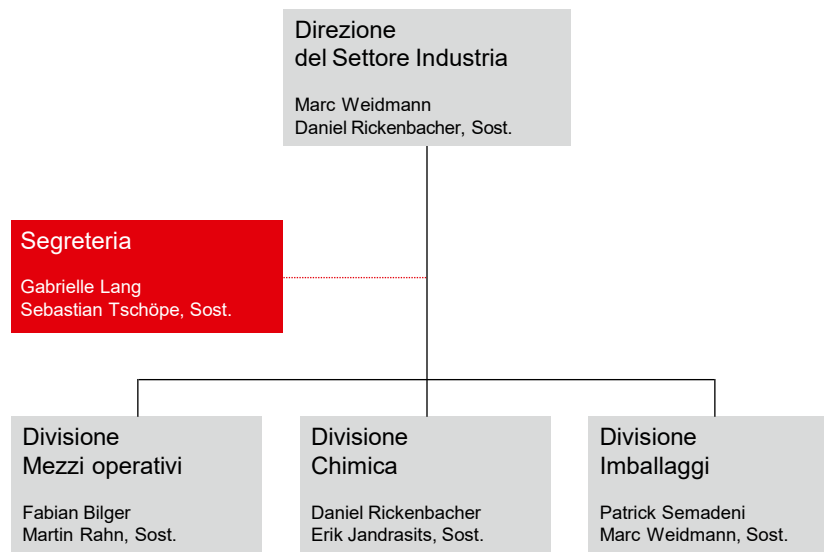 Direzione
del Settore Industria
Marc Weidmann
Daniel Rickenbacher, Sost.
Segreteria
Gabrielle Lang
Sebastian Tschöpe, Sost.
Divisione
Mezzi operativi
Fabian Bilger
Martin Rahn, Sost.
Divisione
Chimica
Daniel Rickenbacher
Erik Jandrasits, Sost.
Divisione
Imballaggi
Patrick Semadeni
Marc Weidmann, Sost.